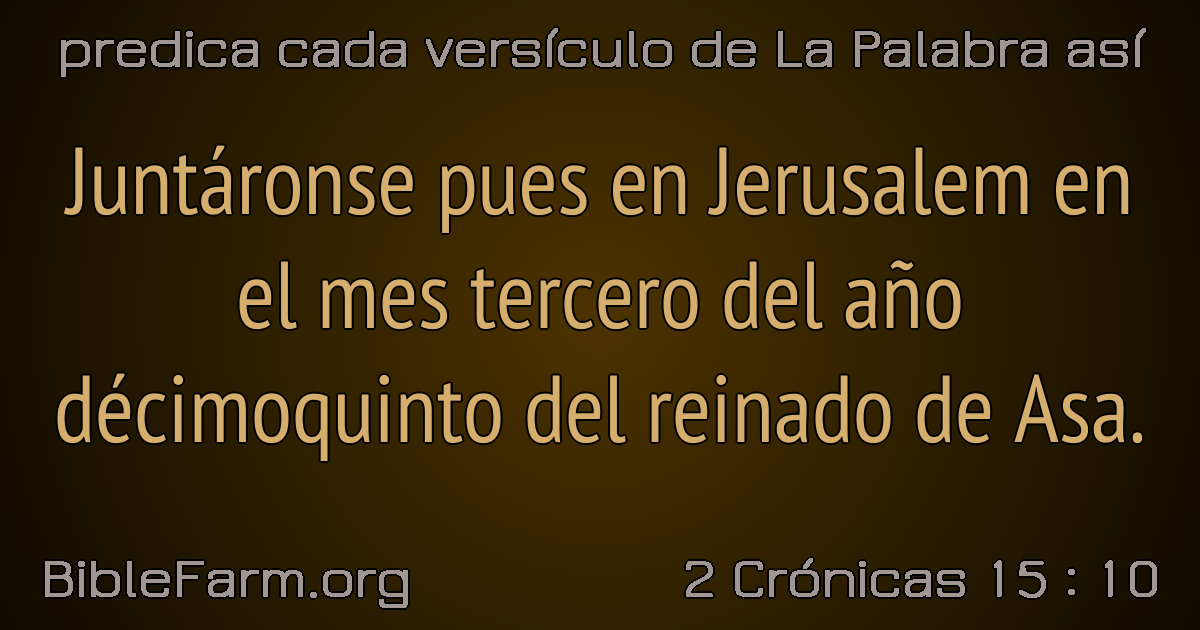 predica cada versículo de La Palabra así
Juntáronse pues en Jerusalem en
el mes tercero del año
décimoquinto del reinado de Asa.
BibleFarm.org
2 Crónicas 15 : 10